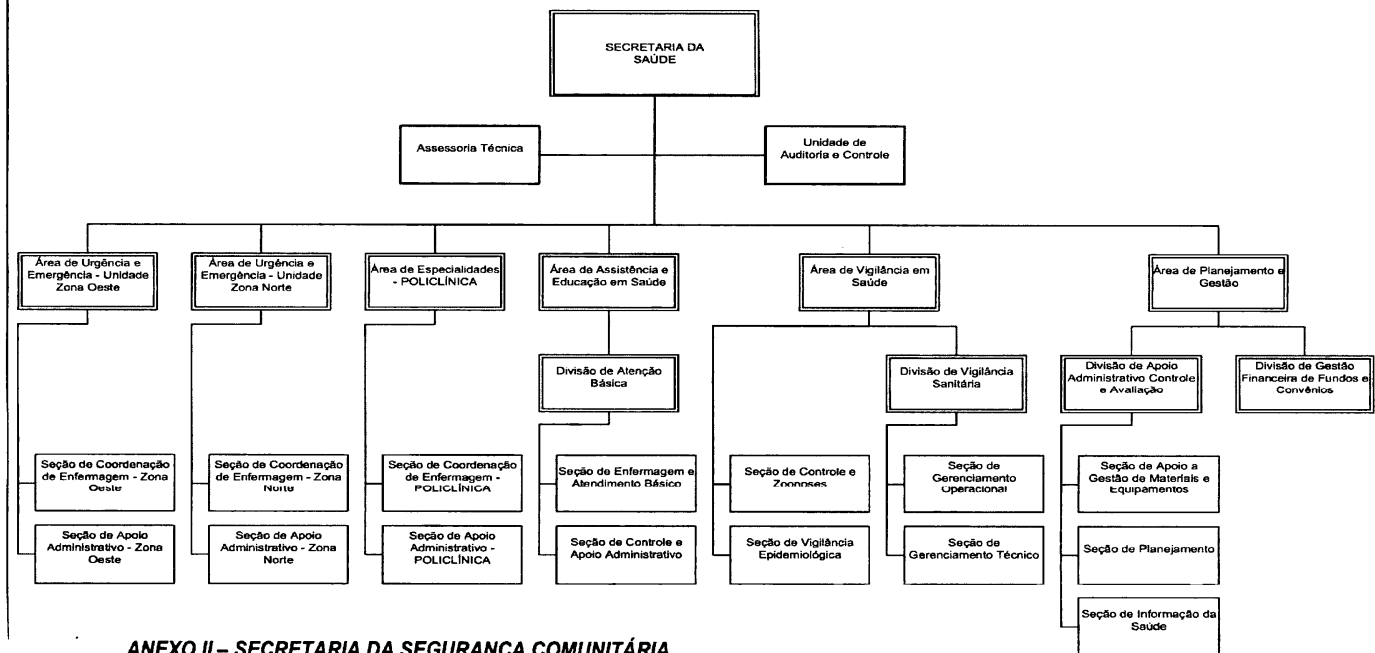 SECRETARIA DA
SAÚDE
Assessoria Técnica
Unidade de
Auditoria e Controle
Área de Urgência e
Emergência - Unidade
Zona Oeste
Área de Urgência e
Emergência - Unidade
Zona Norte
Área de Especialidades
- POLICLÍNICA
Área de Assistência e
Educação em Saúde
Área de Vigilância em
Saúde
Área de Planejamento e
Gestão
Divisão de Atenção
Básica
Divisão de Vigilância
Sanitária
Divisão de Apoio
Administrativo Controle
e Avaliação
Divisão de Gestão
Financeira de Fundos e
Convênios
Seção de Coordenação
de Enfermagem - Zona
Oeste
Seção de Coordenação
de Enfermagem - Zona
Norte
Seção de Coordenação
de Enfermagem -
POLICLÍNICA
Seção de Enfermagem e
Atendimento Básico
Seção de Controle e
Zoonoses
Seção de
Gerenciamento
Operacional
Seção de Apoio a
Gestão de Materiais e
Equipamentos
Seção de Apoio
Administrativo - Zona
Oeste
Seção de Apoio
Administrativo - Zona
Norte
Seção de Apoio
Administrativo -
POLICLÍNICA
Seção de Controle e
Apoio Administrativo
Seção de Vigilância
Epidemiológica
Seção de
Gerenciamento Técnico
Seção de Planejamento
Seção de Informação da
Saúde
ANEXO II – SECRETARIA DA SEGURANÇA COMUNITÁRIA